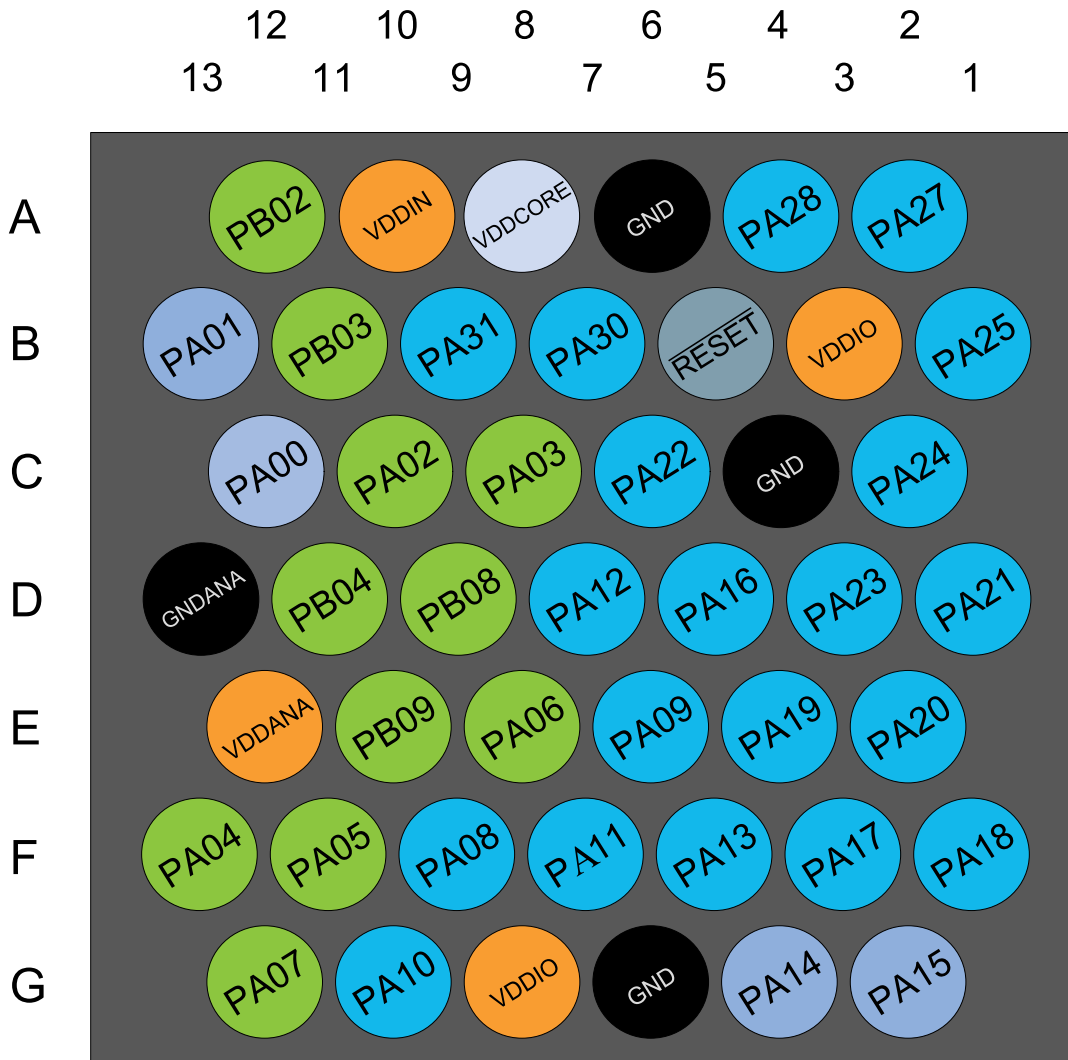 12 10 8 6 4 2
13 11 9 7 5 3 1
A PB02 VDDIN VDDCORE GND PA28 PA27
B PA01 PB03 PA31 PA30 RESET VDDIO PA25
C PA00 PA02 PA03 PA22 GND PA24
D GNDANA PB04 PB08 PA12 PA16 PA23 PA21
E VDDANA PB09 PA06 PA09 PA19 PA20
F PA04 PA05 PA08 PA11 PA13 PA17 PA18
G PA07 PA10 VDDIO GND PA14 PA15